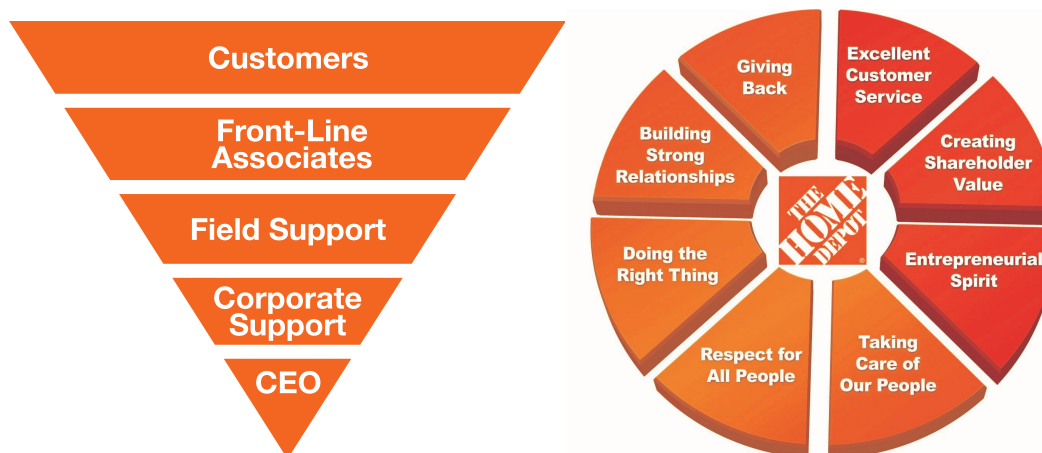 Customers
Front-Line
Associates
Field Support
Corporate
Support
CEO
Giving
Back
Excellent
Customer
Service
Creating
Shareholder
Value
Entrepreneurial
Spirit
Taking
Care of
Our People
Respect for
All People
Doing the
Right Thing
Building
Strong
Relationships
THE
HOME
DEPOT
®